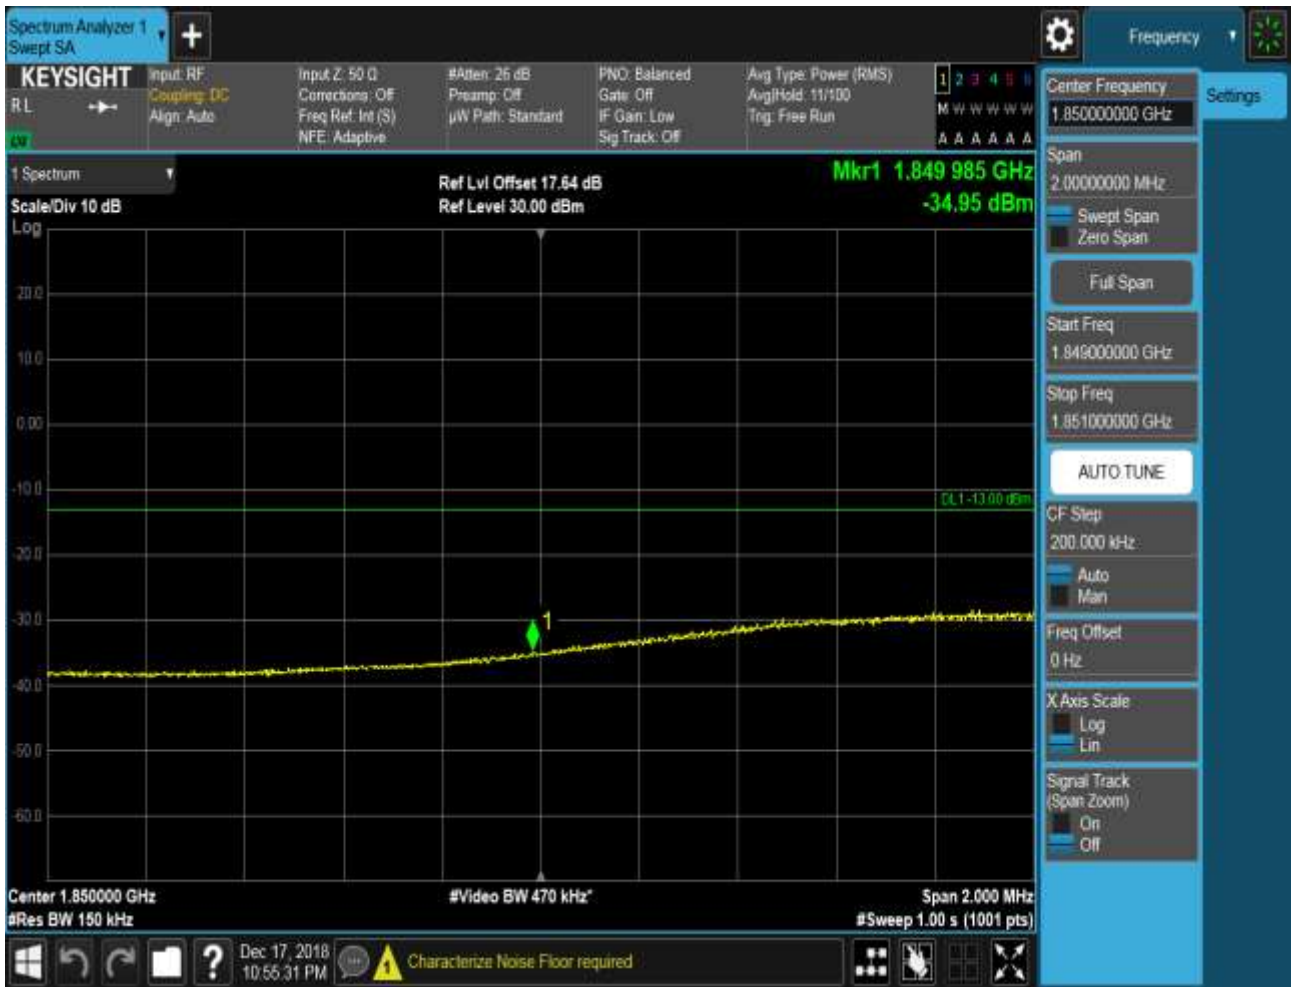 Spectrum Analyzer 1
Swept SA
Frequency
KEYSIGHT
RL
Input: RF
Coupling: DC
Align: Auto
Input Z: 50 Ω
Corrections: Off
Freq Ref: Int (S)
NFE: Adaptive
#Atten: 26 dB
Preamp: Off
µW Path: Standard
PNO: Balanced
Gate: Off
IF Gain: Low
Sig Track: Off
Avg Type: Power (RMS)
Avg|Hold: 11/100
Trig: Free Run
1 2 3 4 5 6
M W W W W W
A A A A A A
1 Spectrum
Scale/Div 10 dB
Log
Ref Lvl Offset 17.64 dB
Ref Level 30.00 dBm
Mkr1 1.849 985 GHz
-34.95 dBm
20.0
10.0
0.00
-10.0
-20.0
-30.0
-40.0
-50.0
-60.0
DL1 -13.00 dBm
1
Center 1.850000 GHz
#Res BW 150 kHz
#Video BW 470 kHz*
Span 2.000 MHz
#Sweep 1.00 s (1001 pts)
Center Frequency
1.850000000 GHz
Settings
Span
2.00000000 MHz
Swept Span
Zero Span
Full Span
Start Freq
1.849000000 GHz
Stop Freq
1.851000000 GHz
AUTO TUNE
CF Step
200.000 kHz
Auto
Man
Freq Offset
0 Hz
X Axis Scale
Log
Lin
Signal Track
(Span Zoom)
On
Off
?
Dec 17, 2018
10:55:31 PM
1
Characterize Noise Floor required